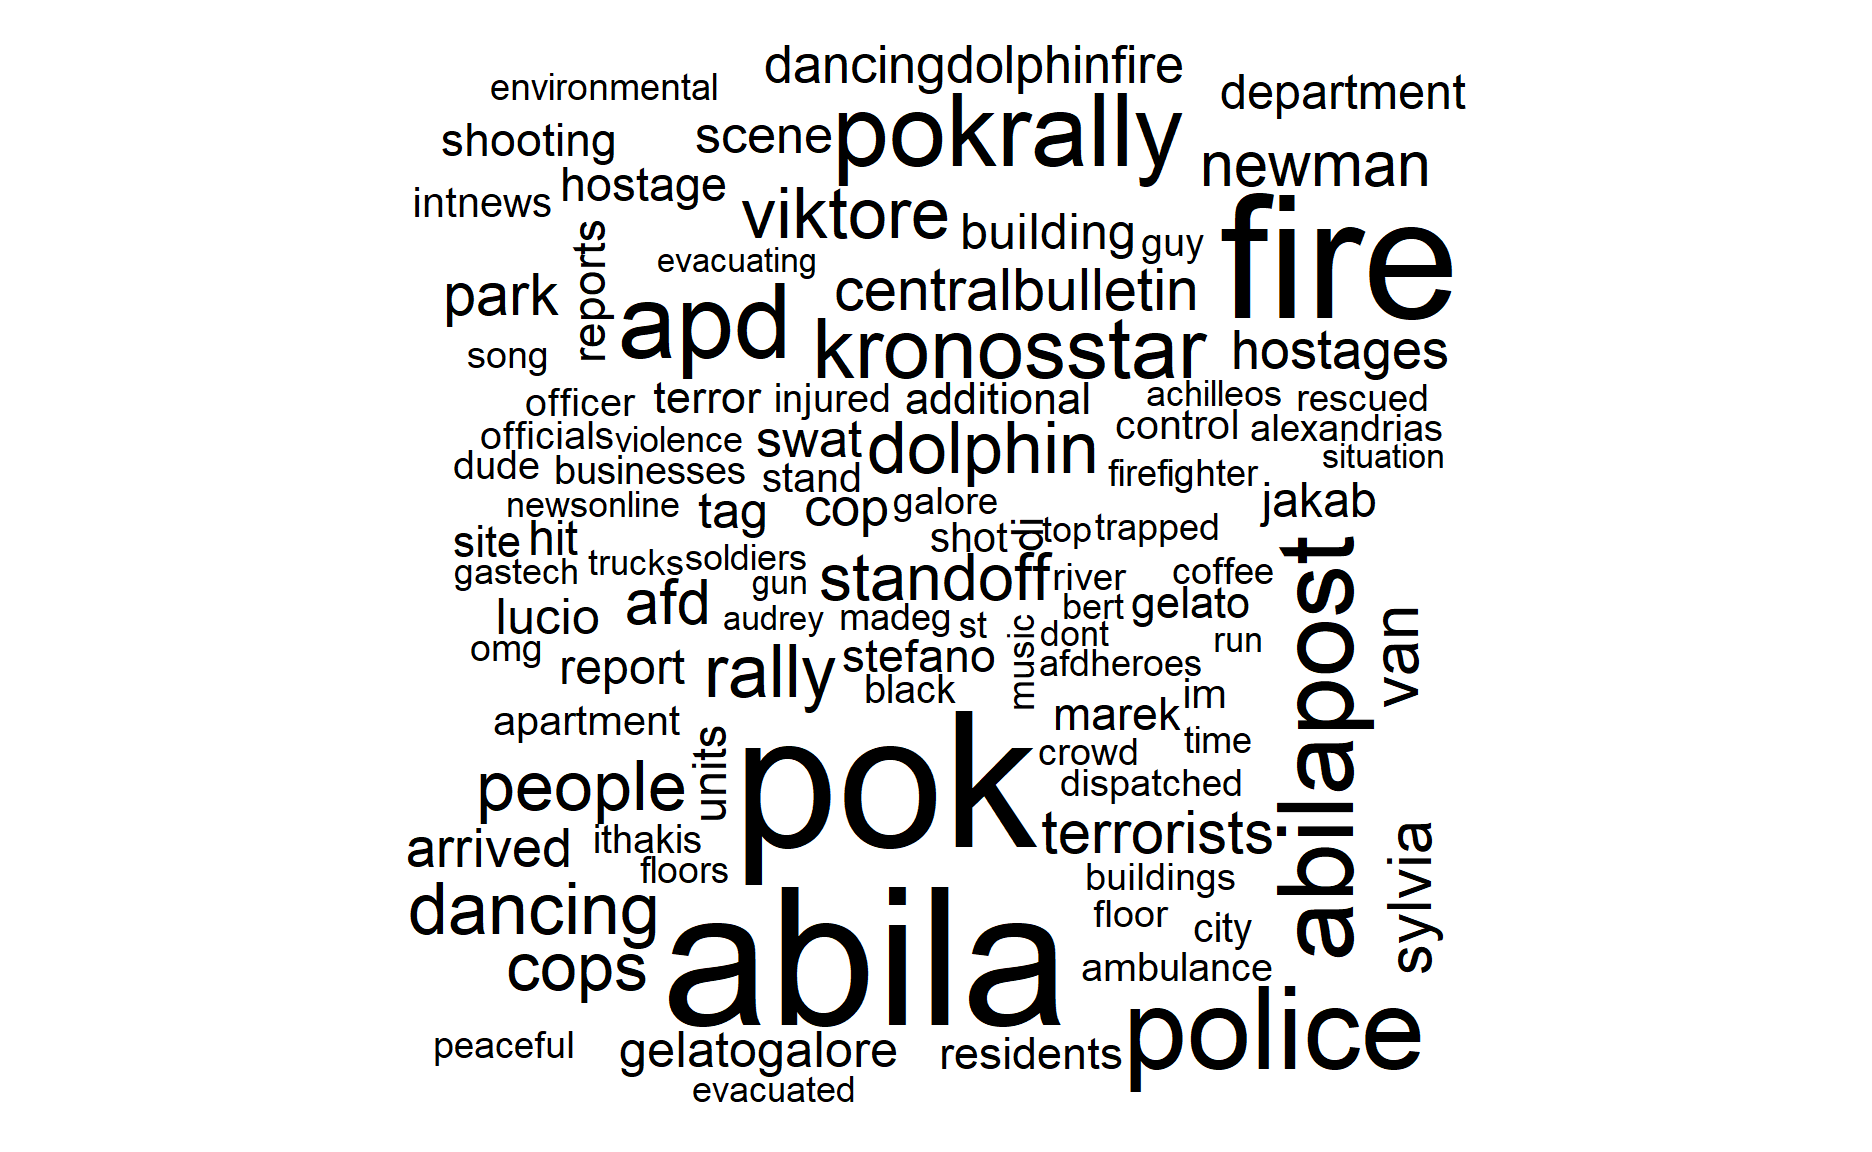 dancingdolphinfire
environmental
department
pokrally
shooting
scene
newman
hostage
intnews
viktore
building
guy
fire
reports
evacuating
park
centralbulletin
apd
kronosstar
hostages
song
officer
terror
injured
additional
achilleos
rescued
officials
violence
swat
dolphin
control
alexandrias
dude
businesses
stand
firefighter
situation
newsonline
tag
cop
galore
jakab
site
hit
shot
dj
top
trapped
gastech
trucks
soldiers
gun
standoff
river
coffee
abilapost
lucio
afd
audrey
madeg
st
music
bert
gelato
van
omg
report
rally
stefano
dont
run
black
afdheroes
im
apartment
units
marek
crowd
time
people
pok
dispatched
arrived
ithakis
floors
terrorists
sylvia
dancing
buildings
cops
abila
floor
city
ambulance
police
peaceful
gelatogalore
residents
evacuated